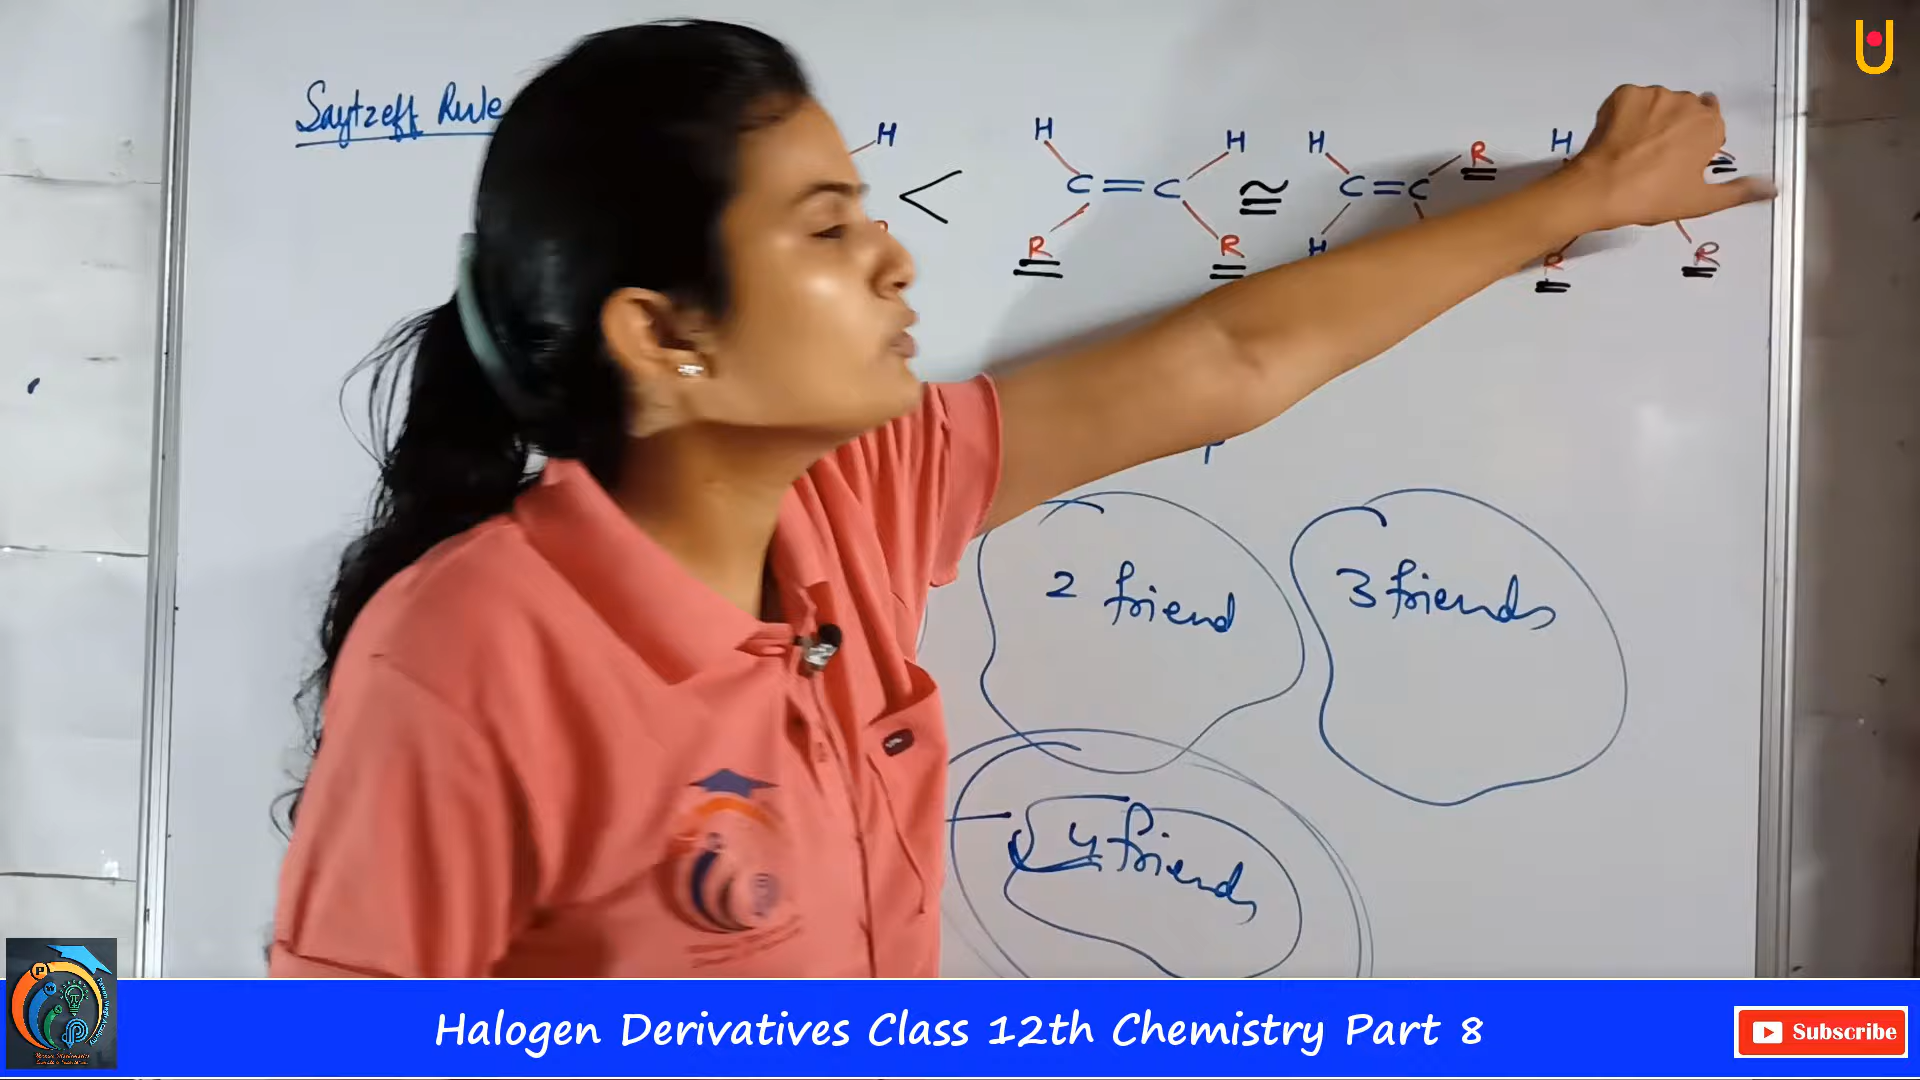 Saytzeff Rule
H
<
H H
C = C
R R
≅
H R
C = C
H
H
R R
2 friend
3 friends
4 friends
Halogen Derivatives Class 12th Chemistry Part 8
Subscribe